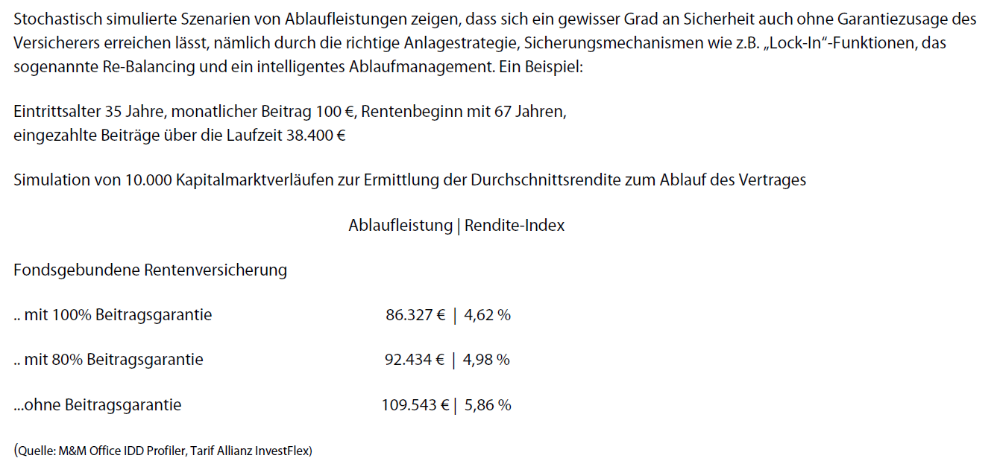 Stochastisch simulierte Szenarien von Ablaufleistungen zeigen, dass sich ein gewisser Grad an Sicherheit auch ohne Garantiezusage des
Versicherers erreichen lässt, nämlich durch die richtige Anlagestrategie, Sicherungsmechanismen wie z.B. „Lock-In“-Funktionen, das
sogenannte Re-Balancing und ein intelligentes Ablaufmanagement. Ein Beispiel:
Eintrittsalter 35 Jahre, monatlicher Beitrag 100 €, Rentenbeginn mit 67 Jahren,
eingezahlte Beiträge über die Laufzeit 38.400 €
Simulation von 10.000 Kapitalmarktverläufen zur Ermittlung der Durchschnittsrendite zum Ablauf des Vertrages
Ablaufleistung | Rendite-Index
Fondsgebundene Rentenversicherung
.. mit 100% Beitragsgarantie 86.327 € | 4,62 %
.. mit 80% Beitragsgarantie 92.434 € | 4,98 %
...ohne Beitragsgarantie 109.543 € | 5,86 %
(Quelle: M&M Office IDD Profiler, Tarif Allianz InvestFlex)